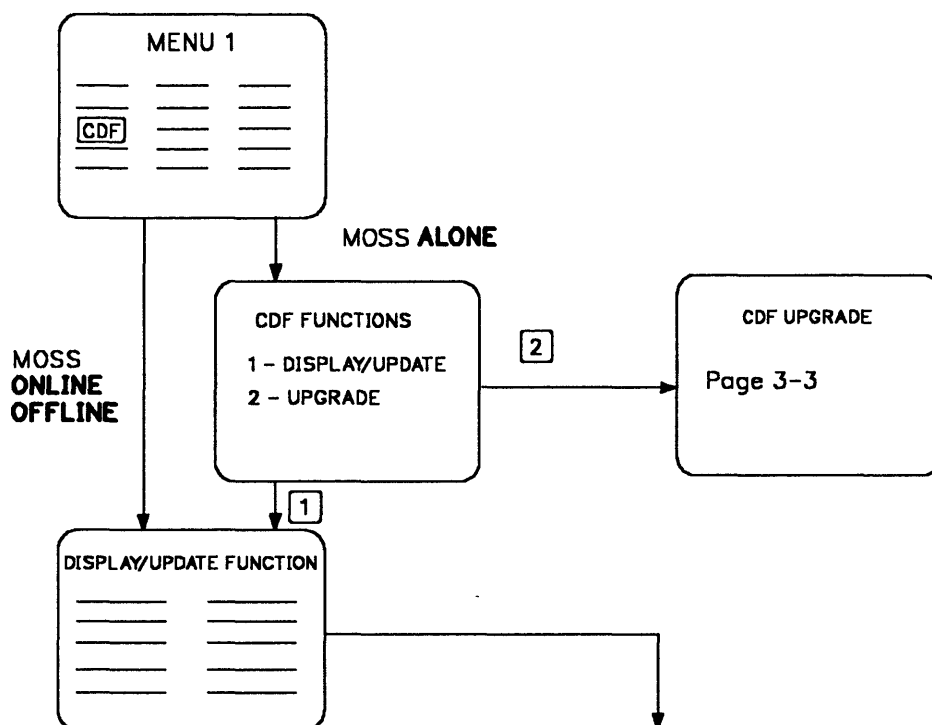 MENU 1
CDF
MOSS ALONE
CDF FUNCTIONS
1 – DISPLAY/UPDATE
2 – UPGRADE
2
CDF UPGRADE
Page 3-3
MOSS
ONLINE
OFFLINE
1
DISPLAY/UPDATE FUNCTION